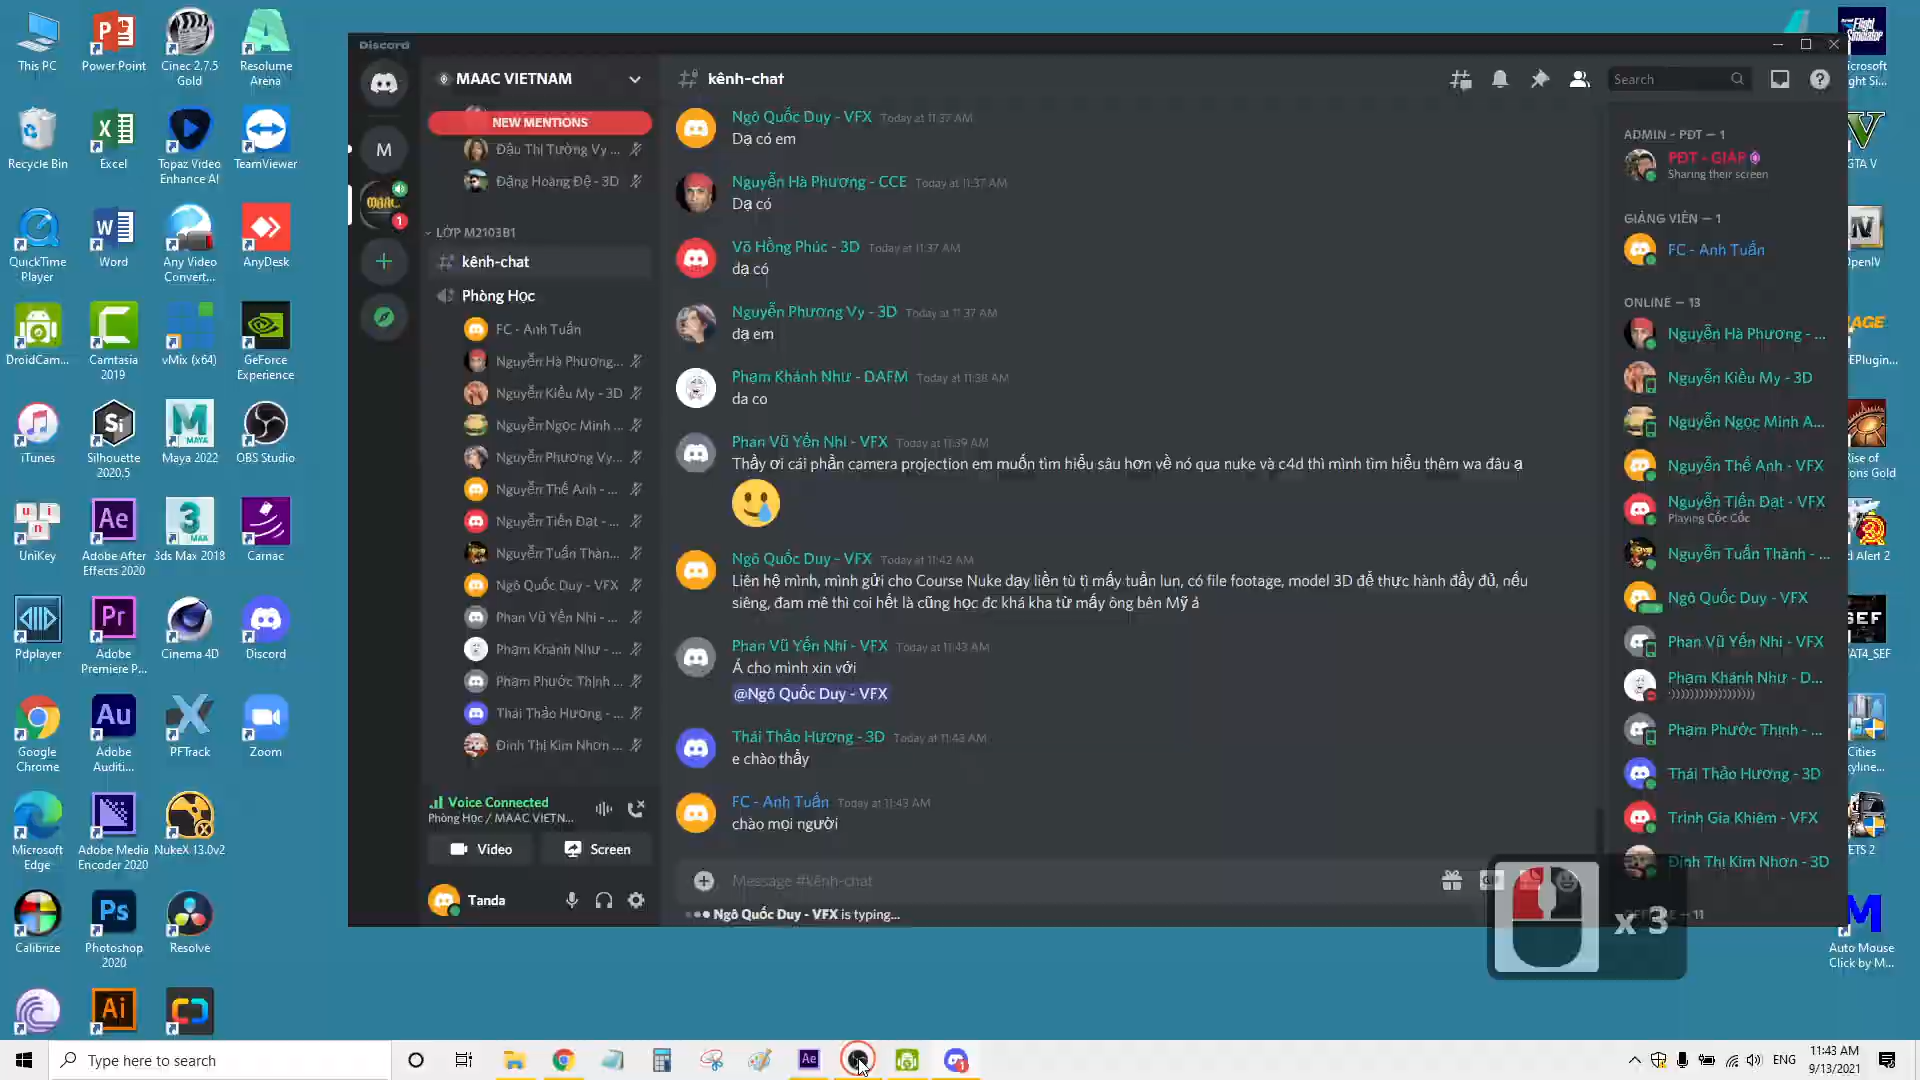 This PC
Power Point
Cinec 2.7.5
Gold
Resolume
Arena
Recycle Bin
Excel
Topaz Video
Enhance AI
TeamViewer
QuickTime
Player
Word
Any Video
Convert...
AnyDesk
DroidCam...
Camtasia
2019
vMix (x64)
GeForce
Experience
iTunes
Silhouette
2020.5
Maya 2022
OBS Studio
UniKey
Adobe After
Effects 2020
3ds Max 2018
Carnac
Pdplayer
Adobe
Premiere P...
Cinema 4D
Discord
Google
Chrome
Adobe
Auditi...
PFTrack
Zoom
Microsoft
Edge
Adobe Media
Encoder 2020
NukeX 13.0v2
Calibrize
Photoshop
2020
Resolve
Discord
MAAC VIETNAM
NEW MENTIONS
Đậu Thị Tường Vy ...
Đặng Hoàng Đệ - 3D
M
1
LỚP M2103B1
kênh-chat
Phòng Học
FC - Anh Tuấn
Nguyễn Hà Phương...
Nguyễn Kiều My - 3D
Nguyễn Ngọc Minh ...
Nguyễn Phương Vy...
Nguyễn Thế Anh - ...
Nguyễn Tiến Đạt - ...
Nguyễn Tuấn Thàn...
Ngô Quốc Duy - VFX
Phan Vũ Yến Nhi - ...
Phạm Khánh Như - ...
Phạm Phước Thịnh ...
Thái Thảo Hương - ...
Đinh Thị Kim Nhơn ...
Voice Connected
Phòng Học / MAAC VIETN...
Video
Screen
Tanda
kênh-chat
Search
Ngô Quốc Duy - VFX Today at 11:37 AM
Dạ có em
Nguyễn Hà Phương - CCE Today at 11:37 AM
Dạ có
Võ Hồng Phúc - 3D Today at 11:37 AM
dạ có
Nguyễn Phương Vy - 3D Today at 11:37 AM
dạ em
Phạm Khánh Như - DAFM Today at 11:38 AM
da co
Phan Vũ Yến Nhi - VFX Today at 11:39 AM
Thầy ơi cái phần camera projection em muốn tìm hiểu sâu hơn về nó qua nuke và c4d thì mình tìm hiểu thêm wa đâu ạ
Ngô Quốc Duy - VFX Today at 11:42 AM
Liên hệ mình, mình gửi cho Course Nuke dạy liền tù tì mấy tuần lun, có file footage, model 3D để thực hành đầy đủ, nếu
siêng, đam mê thì coi hết là cũng học đc khá kha từ mấy ông bên Mỹ á
Phan Vũ Yến Nhi - VFX Today at 11:43 AM
Á cho mình xin với
@Ngô Quốc Duy - VFX
Thái Thảo Hương - 3D Today at 11:43 AM
e chào thầy
FC - Anh Tuấn Today at 11:43 AM
chào mọi người
Message #kênh-chat
Ngô Quốc Duy - VFX is typing...
ADMIN - PĐT — 1
PĐT - GIÁP
Sharing their screen
GIẢNG VIÊN — 1
FC - Anh Tuấn
ONLINE — 13
Nguyễn Hà Phương - ...
Nguyễn Kiều My - 3D
Nguyễn Ngọc Minh A...
Nguyễn Thế Anh - VFX
Nguyễn Tiến Đạt - VFX
Playing Cốc Cốc
Nguyễn Tuấn Thành - ...
Ngô Quốc Duy - VFX
Phan Vũ Yến Nhi - VFX
Phạm Khánh Như - D...
Phạm Phước Thịnh - ...
Thái Thảo Hương - 3D
Trịnh Gia Khiêm - VFX
Đinh Thị Kim Nhơn - 3D
x 3
GTA V
Auto Mouse
Click by M...
Type here to search
ENG
11:43 AM
9/13/2021